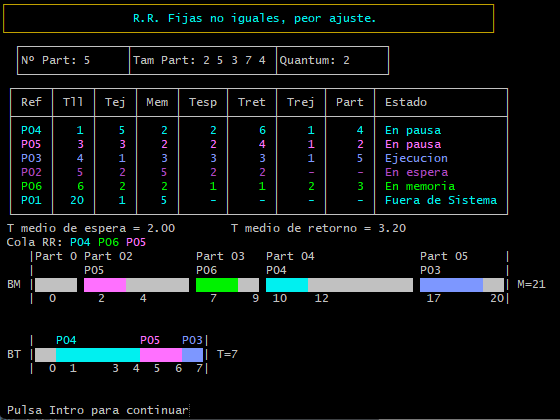 R.R. Fijas no iguales, peor ajuste.
Nº Part: 5 Tam Part: 2 5 3 7 4 Quantum: 2
Ref Tll Tej Mem Tesp Tret Trej Part Estado
P04 1 5 2 2 6 1 4 En pausa
P05 3 3 2 2 4 1 2 En pausa
P03 4 1 3 3 3 1 5 Ejecucion
P02 5 2 5 2 2 - - En espera
P06 6 2 2 1 1 2 3 En memoria
P01 20 1 5 - - - - Fuera de Sistema
T medio de espera = 2.00 T medio de retorno = 3.20
Cola RR: P04 P06 P05
|Part 0 Part 02 Part 03 Part 04 Part 05 |
| P05 P06 P04 P03 |
BM | | M=21
| 0 2 4 7 9 10 12 17 20|
| P04 P05 P03|
BT | | T=7
| 0 1 3 4 5 6 7|
Pulsa Intro para continuar